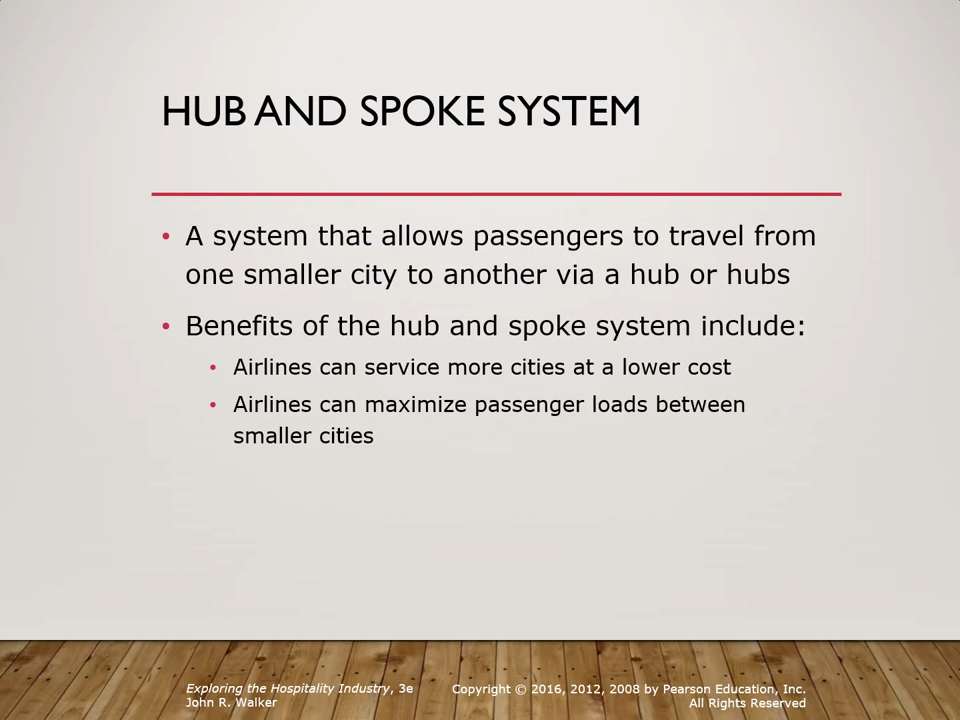 HUB AND SPOKE SYSTEM
• A system that allows passengers to travel from
one smaller city to another via a hub or hubs
• Benefits of the hub and spoke system include:
• Airlines can service more cities at a lower cost
• Airlines can maximize passenger loads between
smaller cities
Exploring the Hospitality Industry, 3e
John R. Walker
Copyright © 2016, 2012, 2008 by Pearson Education, Inc.
All Rights Reserved